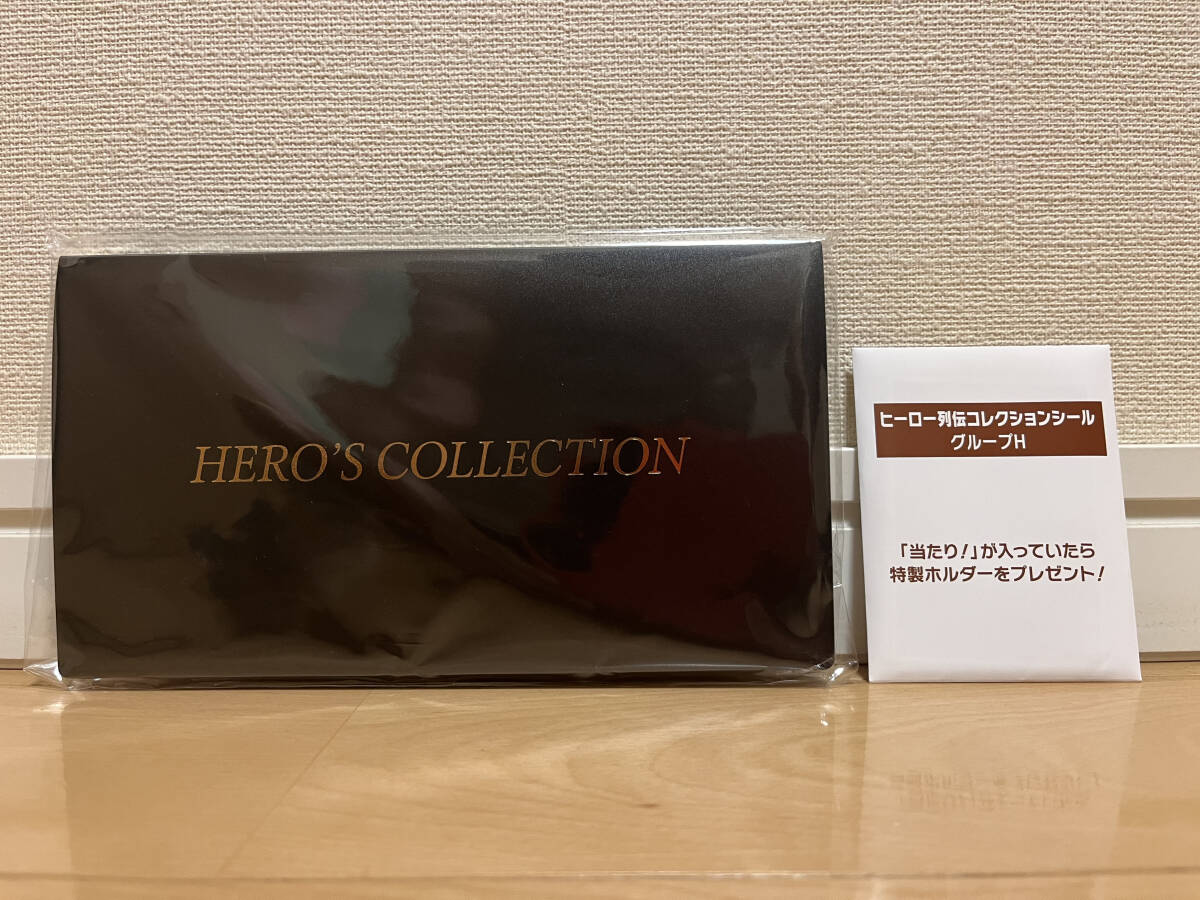 HERO'S COLLECTION
ヒーロー列伝コレクションシール
グループH
「当たり!」が入っていたら
特製ホルダーをプレゼント!